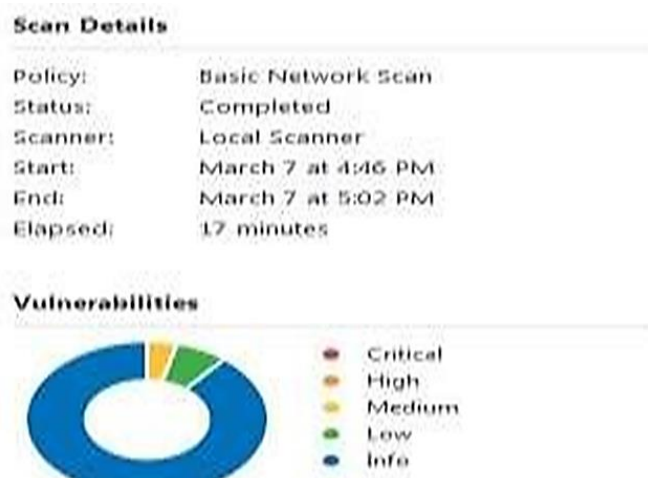 Scan Details
Policy: Basic Network Scan
Status: Completed
Scanner: Local Scanner
Start: March 7 at 4:46 PM
End: March 7 at 5:02 PM
Elapsed: 17 minutes
Vulnerabilities
Critical
High
Medium
Low
Info